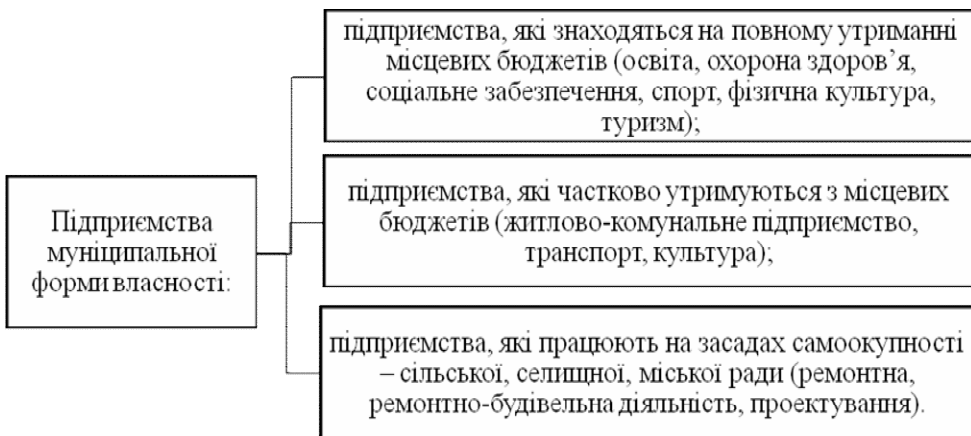 Підприємства
муніципальної
форми власності:
підприємства, які знаходяться на повному утриманні
місцевих бюджетів (освіта, охорона здоров’я,
соціальне забезпечення, спорт, фізична культура,
туризм);
підприємства, які частково утримуються з місцевих
бюджетів (житлово-комунальне підприємство,
транспорт, культура);
підприємства, які працюють на засадах самоокупності
– сільської, селищної, міської ради (ремонтна,
ремонтно-будівельна діяльність, проектування).